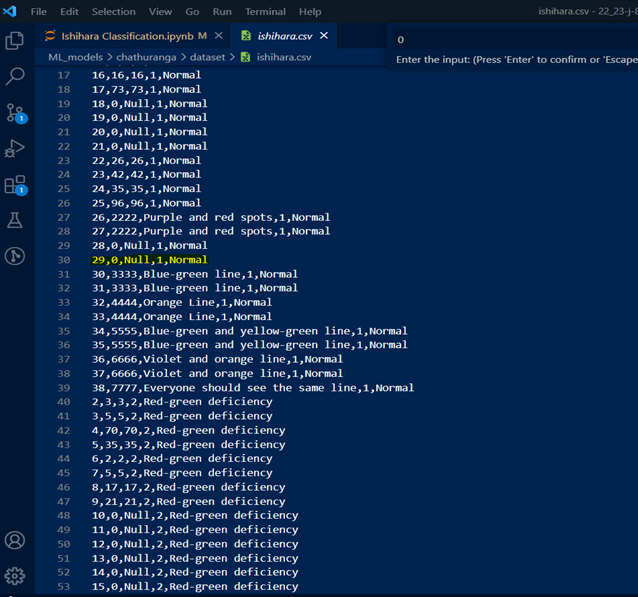 File Edit Selection View Go Run Terminal Help ishihara.csv - 22_23-j-
Ishihara Classification.ipynb M ishihara.csv
0
ML_models > chathuranga > dataset > ishihara.csv
Enter the input: (Press 'Enter' to confirm or 'Escape
17 16,16,16,1,Normal
18 17,73,73,1,Normal
19 18,0,Null,1,Normal
20 19,0,Null,1,Normal
21 20,0,Null,1,Normal
22 21,0,Null,1,Normal
23 22,26,26,1,Normal
24 23,42,42,1,Normal
24 24,35,35,1,Normal
26 25,96,96,1,Normal
27 26,2222,Purple and red spots,1,Normal
28 27,2222,Purple and red spots,1,Normal
29 28,0,Null,1,Normal
30 29,0,Null,1,Normal
31 30,3333,Blue-green line,1,Normal
32 31,3333,Blue-green line,1,Normal
33 32,4444,Orange Line,1,Normal
34 33,4444,Orange Line,1,Normal
35 34,5555,Blue-green and yellow-green line,1,Normal
36 35,5555,Blue-green and yellow-green line,1,Normal
37 36,6666,Violet and orange line,1,Normal
38 37,6666,Violet and orange line,1,Normal
39 38,7777,Everyone should see the same line,1,Normal
40 2,3,3,2,Red-green deficiency
41 3,5,5,2,Red-green deficiency
42 4,70,70,2,Red-green deficiency
43 5,35,35,2,Red-green deficiency
44 6,2,2,2,Red-green deficiency
45 7,5,5,2,Red-green deficiency
46 8,17,17,2,Red-green deficiency
47 9,21,21,2,Red-green deficiency
48 10,0,Null,2,Red-green deficiency
49 11,0,Null,2,Red-green deficiency
50 12,0,Null,2,Red-green deficiency
51 13,0,Null,2,Red-green deficiency
52 14,0,Null,2,Red-green deficiency
53 15,0,Null,2,Red-green deficiency
1
1